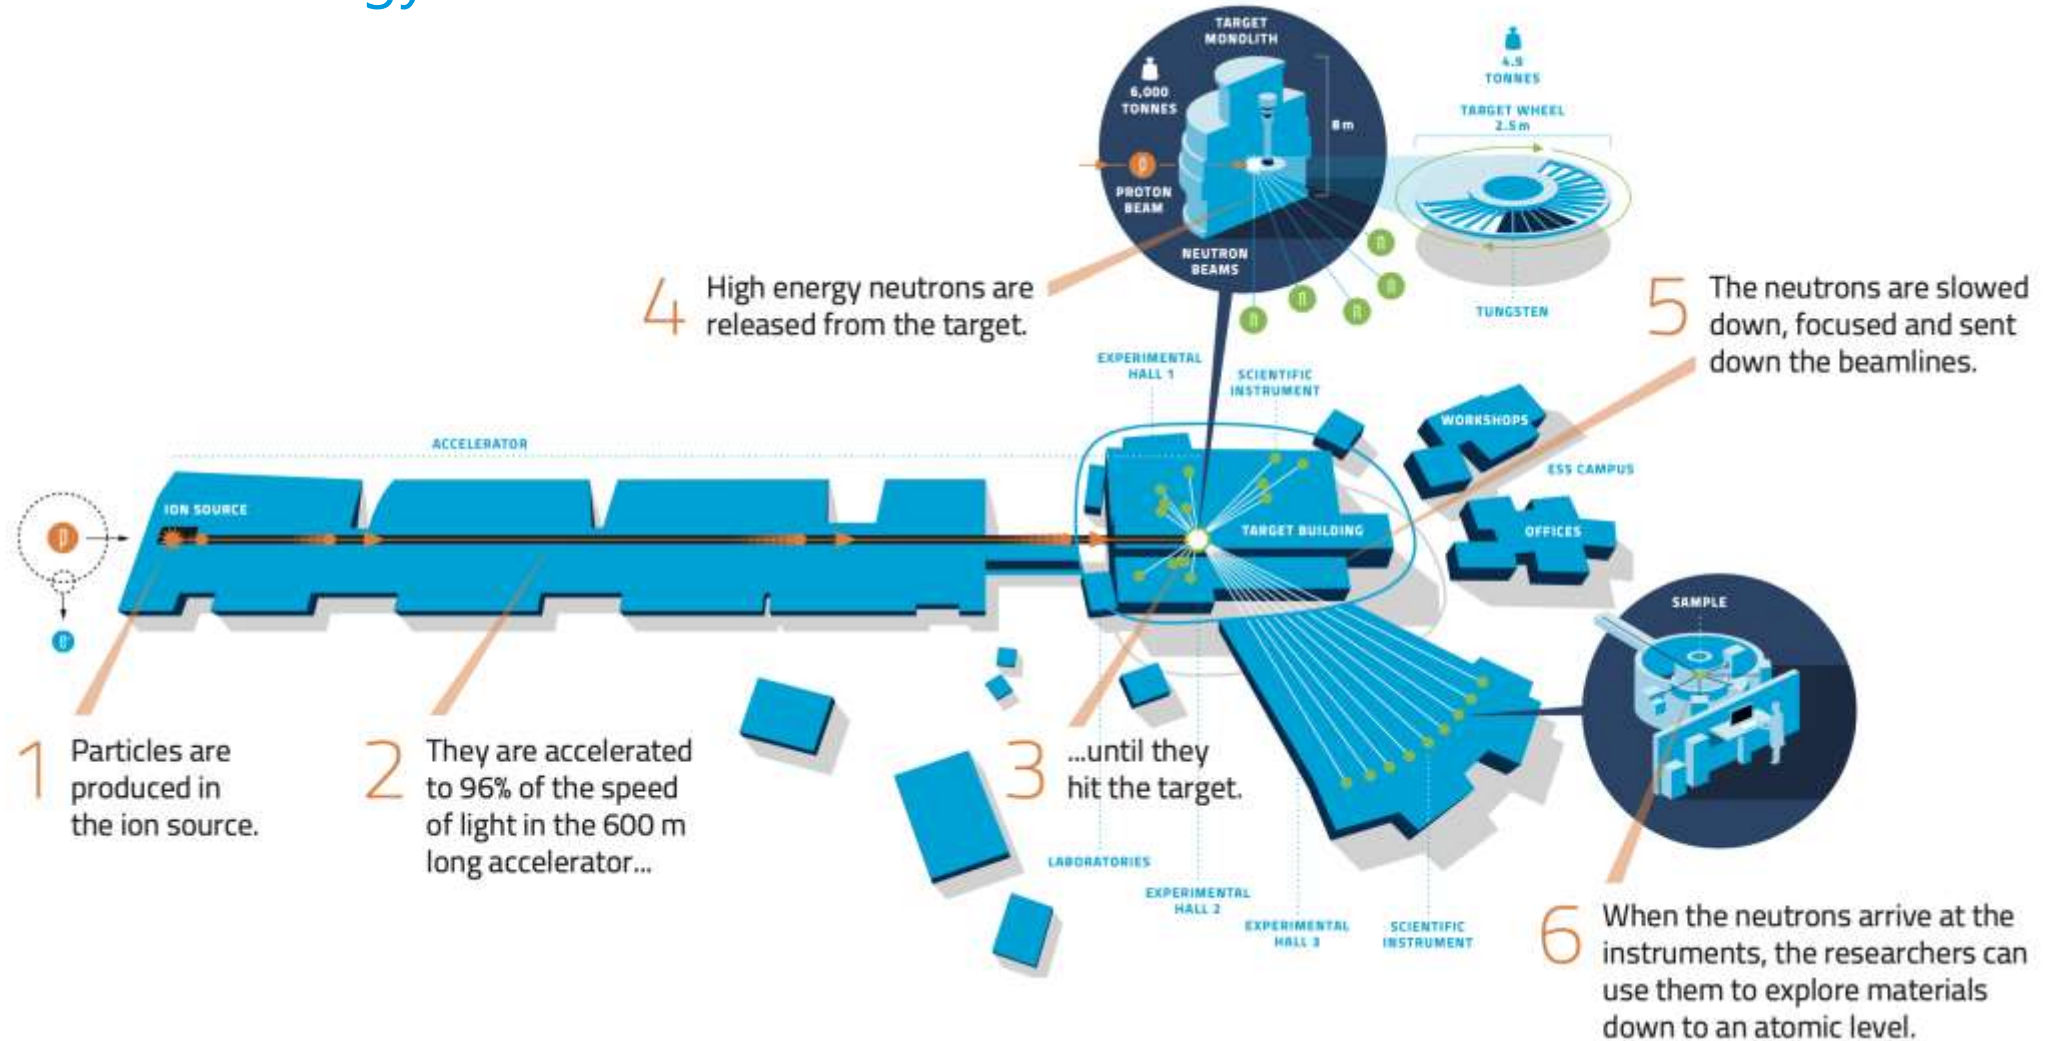 gy
TARGET
MONOLITH
6,000
TONNES
8 m
p
PROTON
BEAM
NEUTRON
BEAMS
n
n
n
n
n
4.9
TONNES
TARGET WHEEL
2.5 m
TUNGSTEN
4
High energy neutrons are
released from the target.
5
The neutrons are slowed
down, focused and sent
down the beamlines.
EXPERIMENTAL
HALL 1
SCIENTIFIC
INSTRUMENT
ACCELERATOR
ION SOURCE
p
e-
TARGET BUILDING
WORKSHOPS
ESS CAMPUS
OFFICES
SAMPLE
1
Particles are
produced in
the ion source.
2
They are accelerated
to 96% of the speed
of light in the 600 m
long accelerator...
3
...until they
hit the target.
LABORATORIES
EXPERIMENTAL
HALL 2
EXPERIMENTAL
HALL 3
SCIENTIFIC
INSTRUMENT
6
When the neutrons arrive at the
instruments, the researchers can
use them to explore materials
down to an atomic level.